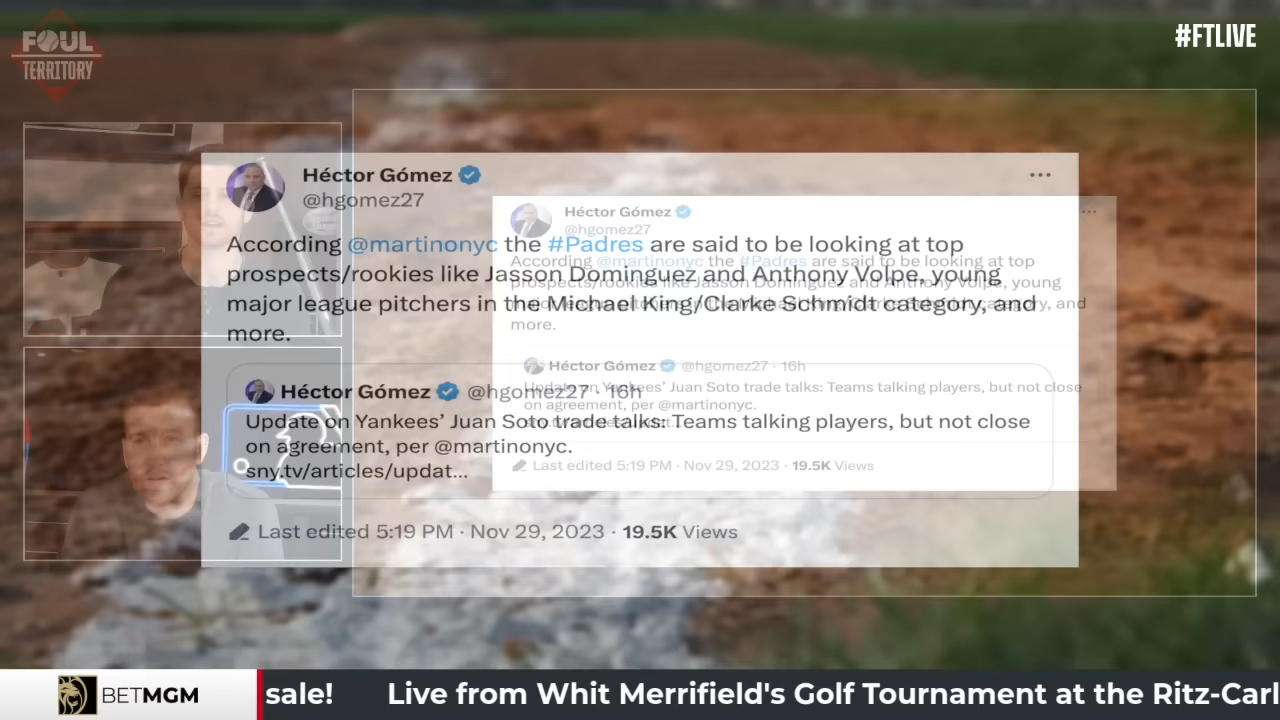 FOUL
TERRITORY
#FTLIVE
Héctor Gómez
@hgomez27
According @martinonyc the #Padres are said to be looking at top
prospects/rookies like Jasson Dominguez and Anthony Volpe, young
major league pitchers in the Michael King/Clarke Schmidt category, and
more.
Héctor Gómez @hgomez27 · 16h
Update on Yankees’ Juan Soto trade talks: Teams talking players, but not close
on agreement, per @martinonyc.
sny.tv/articles/updat...
Last edited 5:19 PM · Nov 29, 2023 · 19.5K Views
Héctor Gómez
@hgomez27
According @martinonyc the #Padres are said to be looking at top
prospects/rookies like Jasson Dominguez and Anthony Volpe, young
major league pitchers in the Michael King/Clarke Schmidt category, and
more.
Héctor Gómez @hgomez27 · 16h
Update on Yankees’ Juan Soto trade talks: Teams talking players, but not close
on agreement, per @martinonyc.
Last edited 5:19 PM · Nov 29, 2023 · 19.5K Views
BETMGM
sale! Live from Whit Merrifield's Golf Tournament at the Ritz-Carl